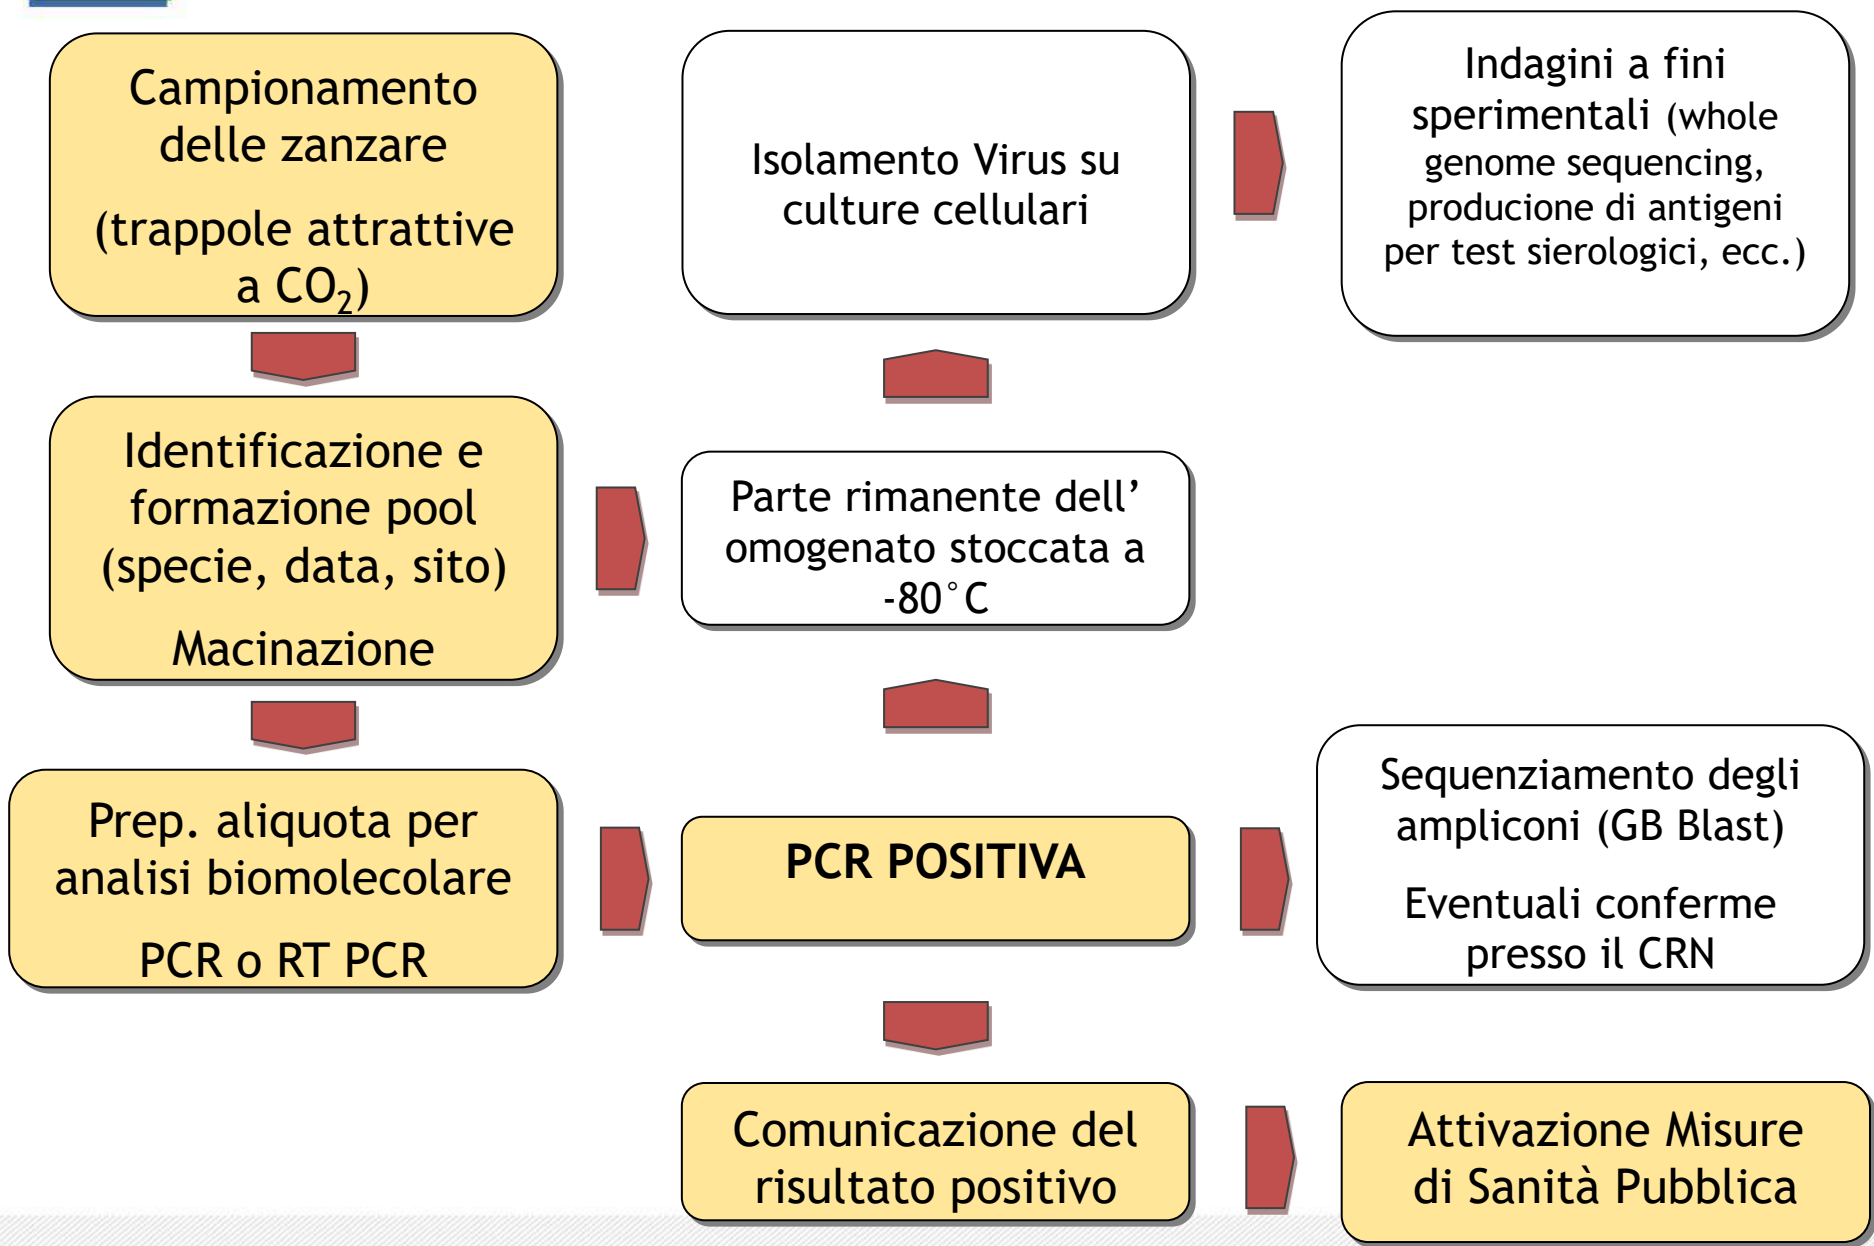 Campionamento
delle zanzare
(trappole attrattive
a CO₂)
Identificazione e
formazione pool
(specie, data, sito)
Macinazione
Prep. aliquota per
analisi biomolecolare
PCR o RT PCR
Isolamento Virus su
culture cellulari
Parte rimanente dell’
omogenato stoccata a
-80°C
PCR POSITIVA
Comunicazione del
risultato positivo
Indagini a fini
sperimentali (whole
genome sequencing,
producione di antigeni
per test sierologici, ecc.)
Sequenziamento degli
ampliconi (GB Blast)
Eventuali conferme
presso il CRN
Attivazione Misure
di Sanità Pubblica